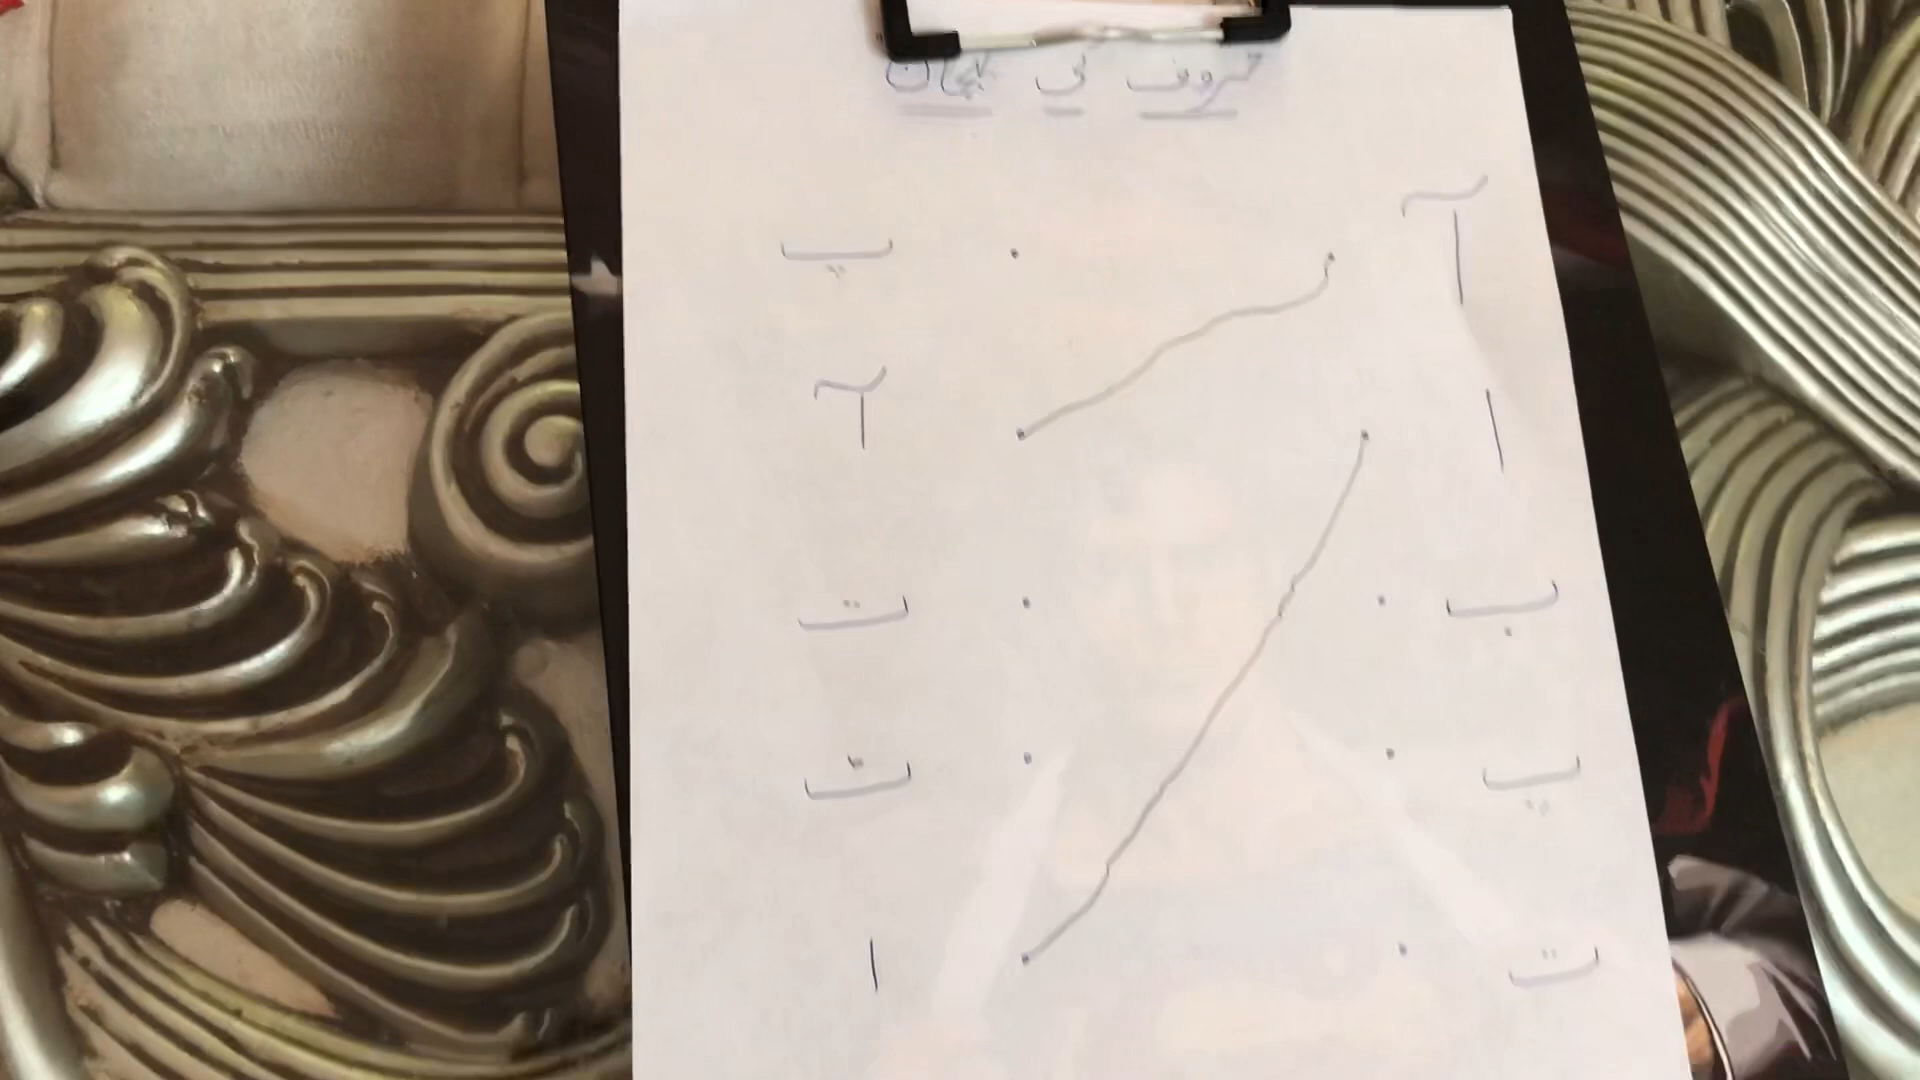 حروف کی پہچان
آ پ
ا آ
ب ت
پ
ت ا